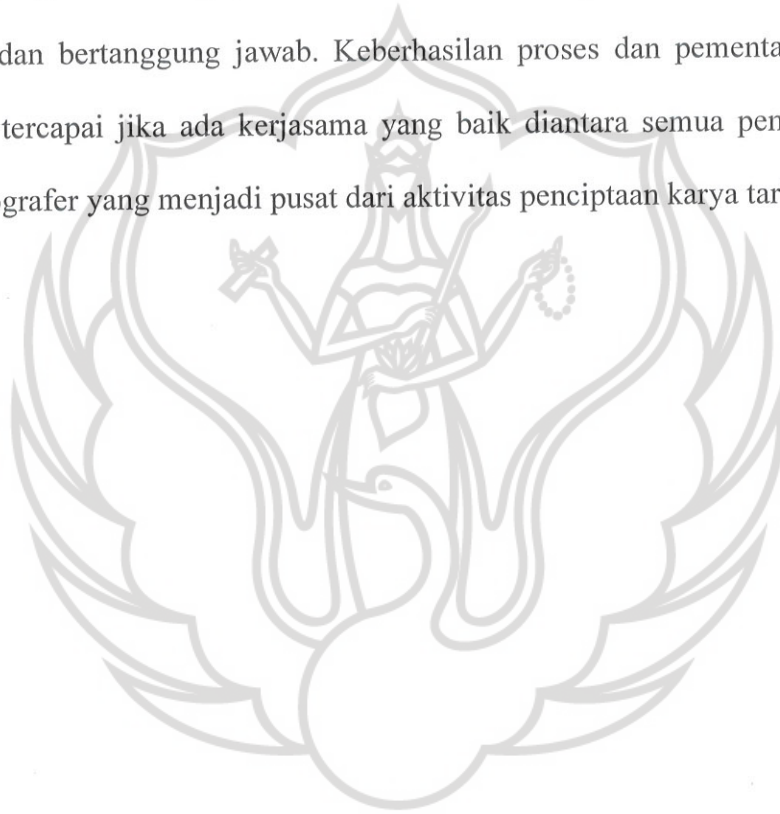 dan bertanggung jawab. Keberhasilan proses dan pementa
tercapai jika ada kerjasama yang baik diantara semua pen
grafer yang menjadi pusat dari aktivitas penciptaan karya tar